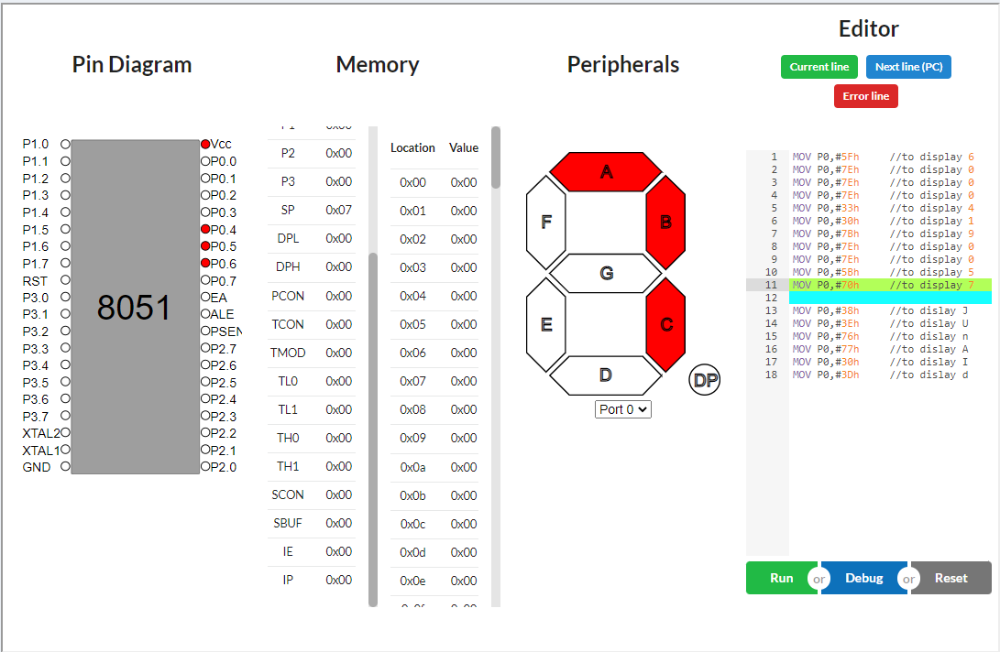 Editor
Pin Diagram
Memory
Peripherals
Current line
Next line (PC)
Error line
P1.0
P1.1
P1.2
P1.3
P1.4
P1.5
P1.6
P1.7
RST
P3.0
P3.1
P3.2
P3.3
P3.4
P3.5
P3.6
P3.7
XTAL2
XTAL1
GND
8051
Vcc
P0.0
P0.1
P0.2
P0.3
P0.4
P0.5
P0.6
P0.7
EA
ALE
PSEN
P2.7
P2.6
P2.5
P2.4
P2.3
P2.2
P2.1
P2.0
P1 0x00
P2 0x00
P3 0x00
SP 0x07
DPL 0x00
DPH 0x00
PCON 0x00
TCON 0x00
TMOD 0x00
TL0 0x00
TL1 0x00
TH0 0x00
TH1 0x00
SCON 0x00
SBUF 0x00
IE 0x00
IP 0x00
Location Value
0x00 0x00
0x01 0x00
0x02 0x00
0x03 0x00
0x04 0x00
0x05 0x00
0x06 0x00
0x07 0x00
0x08 0x00
0x09 0x00
0x0a 0x00
0x0b 0x00
0x0c 0x00
0x0d 0x00
0x0e 0x00
0x0f 0x00
A
F
B
G
E
C
D
DP
Port 0
1 MOV P0,#5Fh //to display 6
2 MOV P0,#7Eh //to display 0
3 MOV P0,#7Eh //to display 0
4 MOV P0,#7Eh //to display 0
5 MOV P0,#33h //to display 4
6 MOV P0,#30h //to display 1
7 MOV P0,#7Bh //to display 9
8 MOV P0,#7Eh //to display 0
9 MOV P0,#7Eh //to display 0
10 MOV P0,#5Bh //to display 5
11 MOV P0,#70h //to display 7
12
13 MOV P0,#38h //to dislay J
14 MOV P0,#3Eh //to dislay U
15 MOV P0,#76h //to dislay n
16 MOV P0,#77h //to dislay A
17 MOV P0,#30h //to dislay I
18 MOV P0,#3Dh //to dislay d
Run or Debug or Reset